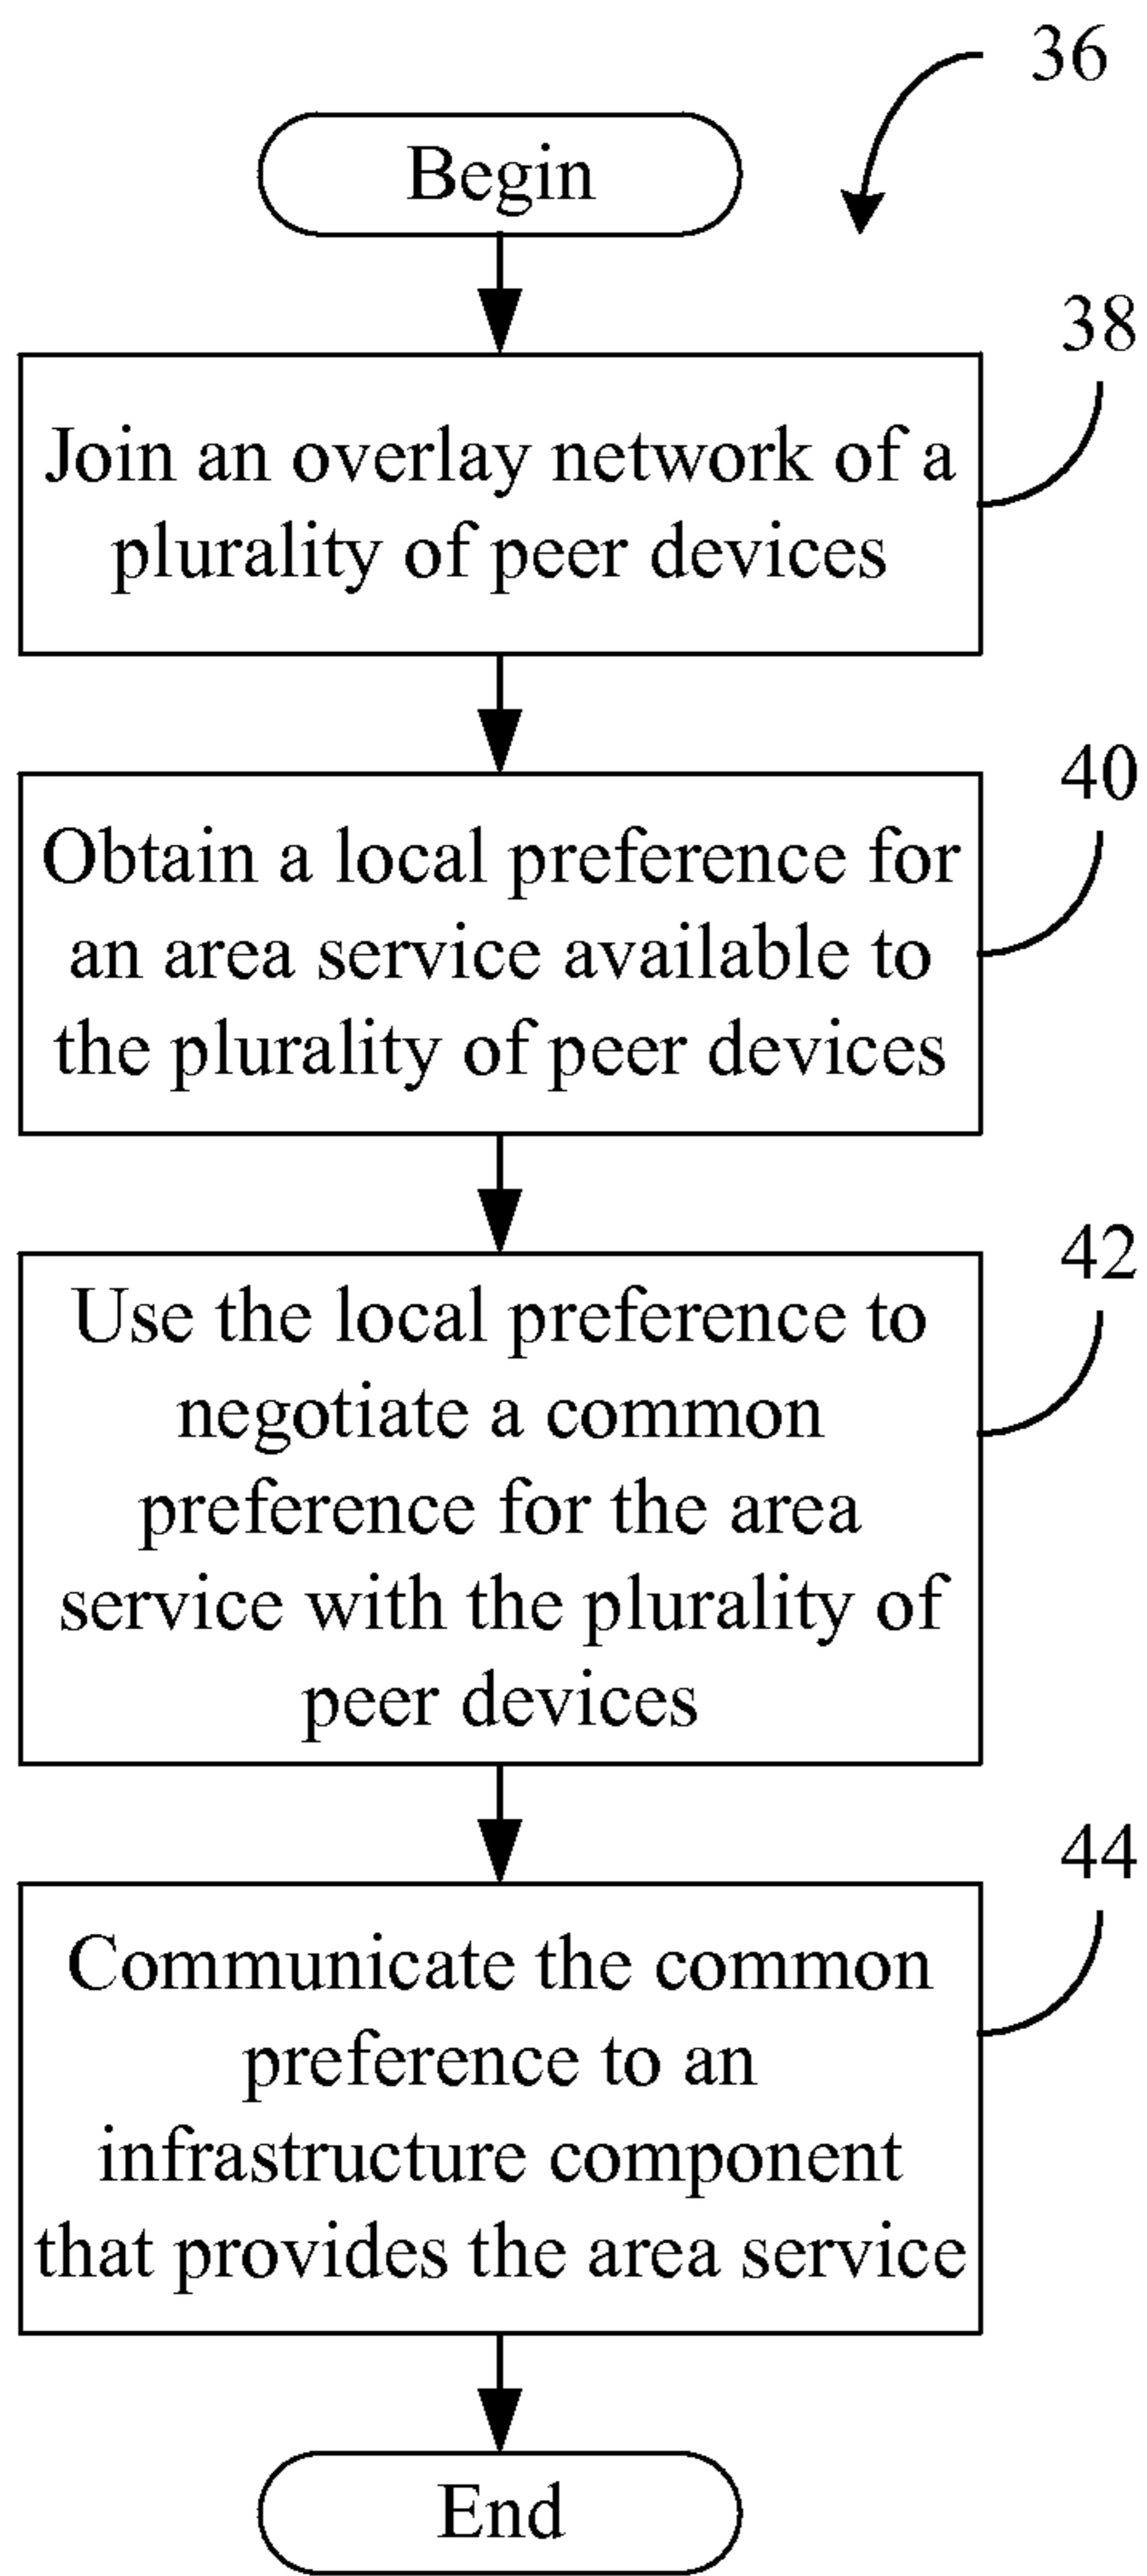 36
Begin
38
Join an overlay network of a
plurality of peer devices
40
Obtain a local preference for
an area service available to
the plurality of peer devices
42
Use the local preference to
negotiate a common
preference for the area
service with the plurality of
peer devices
44
Communicate the common
preference to an
infrastructure component
that provides the area service
End